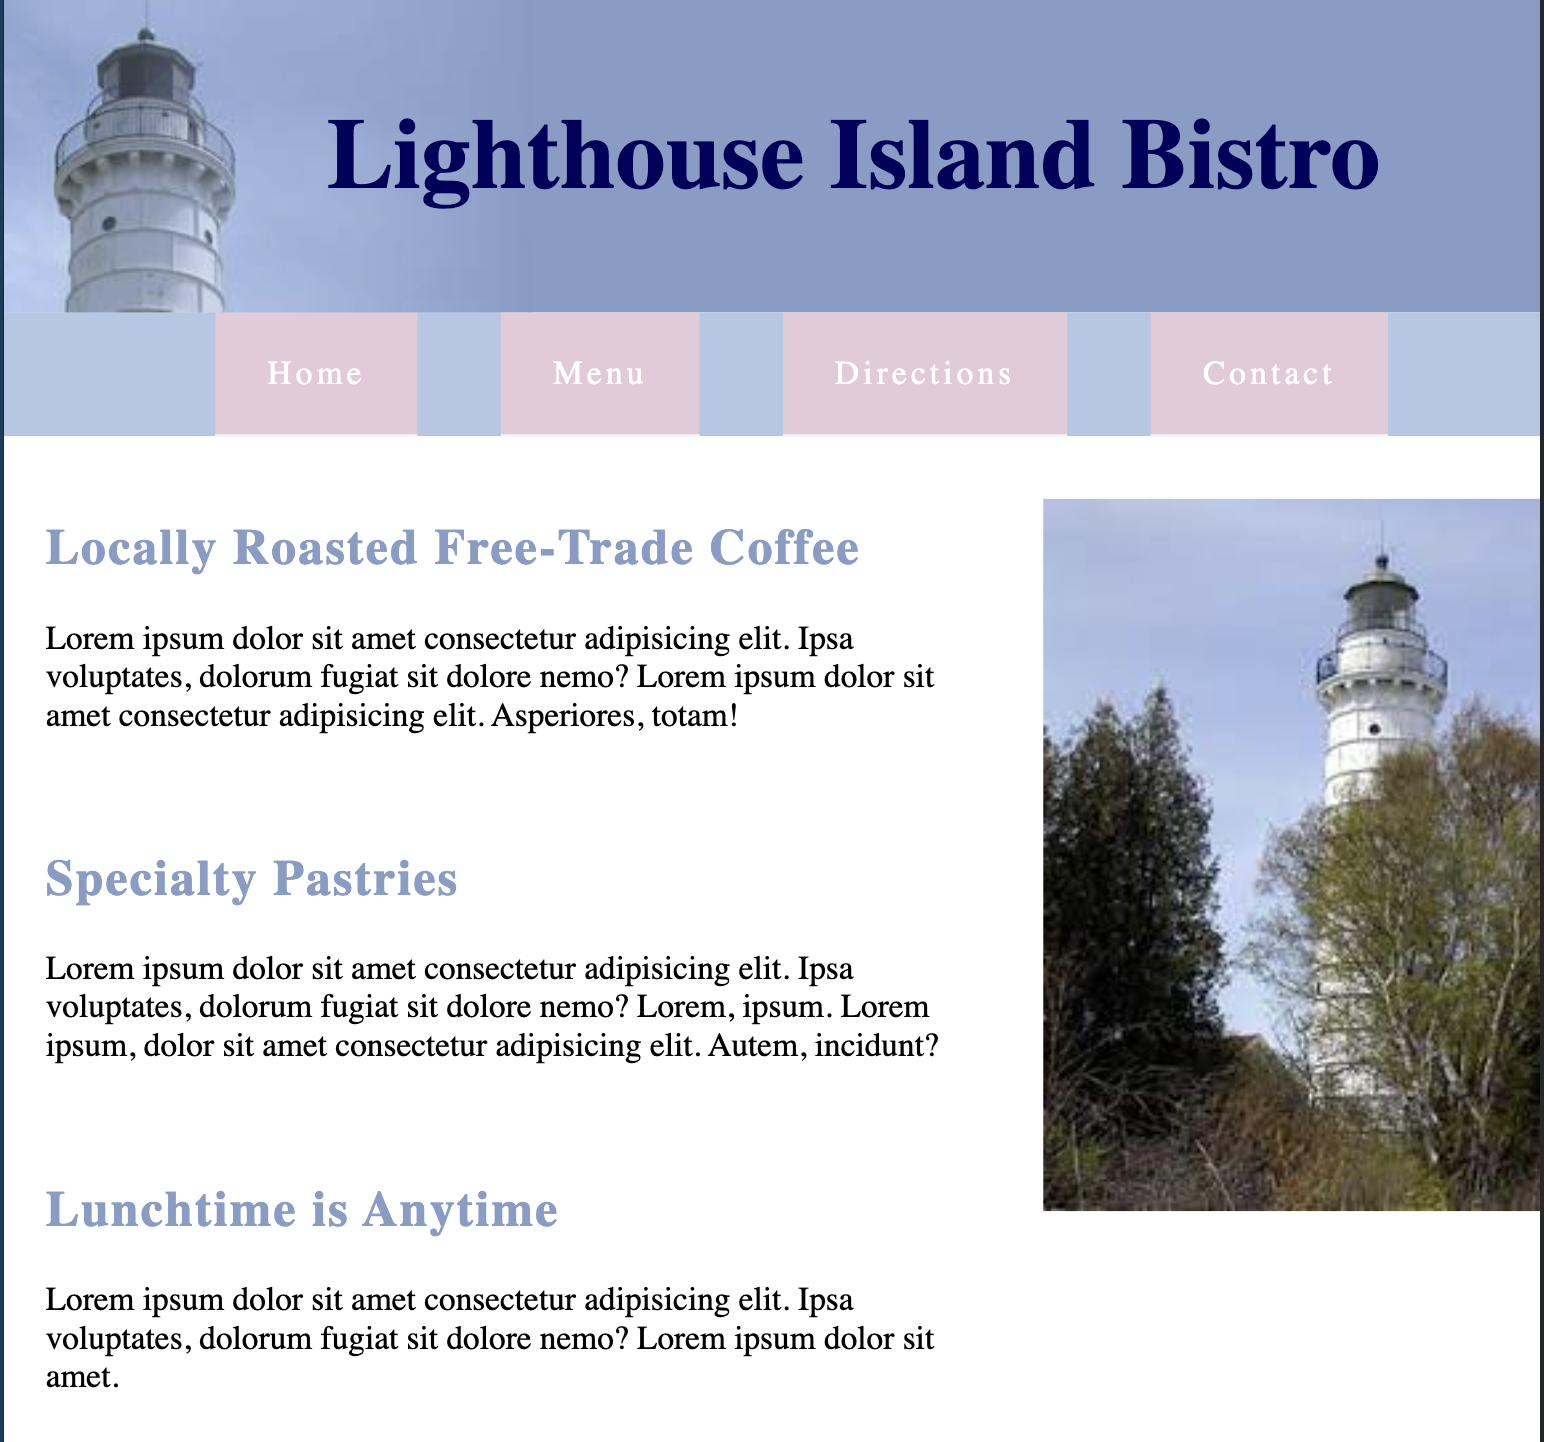 Lighthouse Island Bistro
Home Menu Directions Contact
Locally Roasted Free-Trade Coffee
Lorem ipsum dolor sit amet consectetur adipisicing elit. Ipsa
voluptates, dolorum fugiat sit dolore nemo? Lorem ipsum dolor sit
amet consectetur adipisicing elit. Asperiores, totam!
Specialty Pastries
Lorem ipsum dolor sit amet consectetur adipisicing elit. Ipsa
voluptates, dolorum fugiat sit dolore nemo? Lorem, ipsum. Lorem
ipsum, dolor sit amet consectetur adipisicing elit. Autem, incidunt?
Lunchtime is Anytime
Lorem ipsum dolor sit amet consectetur adipisicing elit. Ipsa
voluptates, dolorum fugiat sit dolore nemo? Lorem ipsum dolor sit
amet.